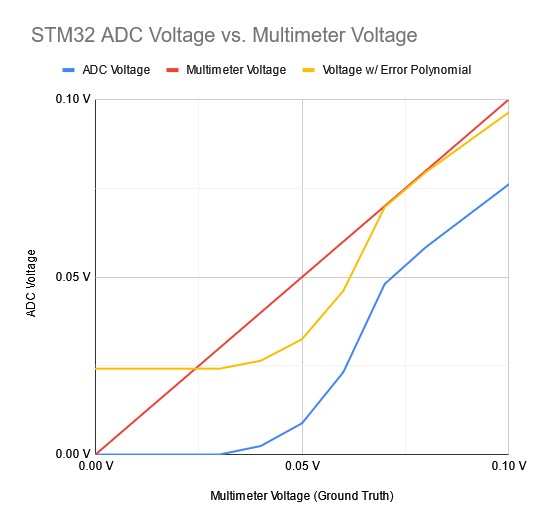 STM32 ADC Voltage vs. Multimeter Voltage
ADC Voltage Multimeter Voltage Voltage w/ Error Polynomial
0.10 V
0.05 V
0.00 V
ADC Voltage
0.00 V 0.05 V 0.10 V
Multimeter Voltage (Ground Truth)